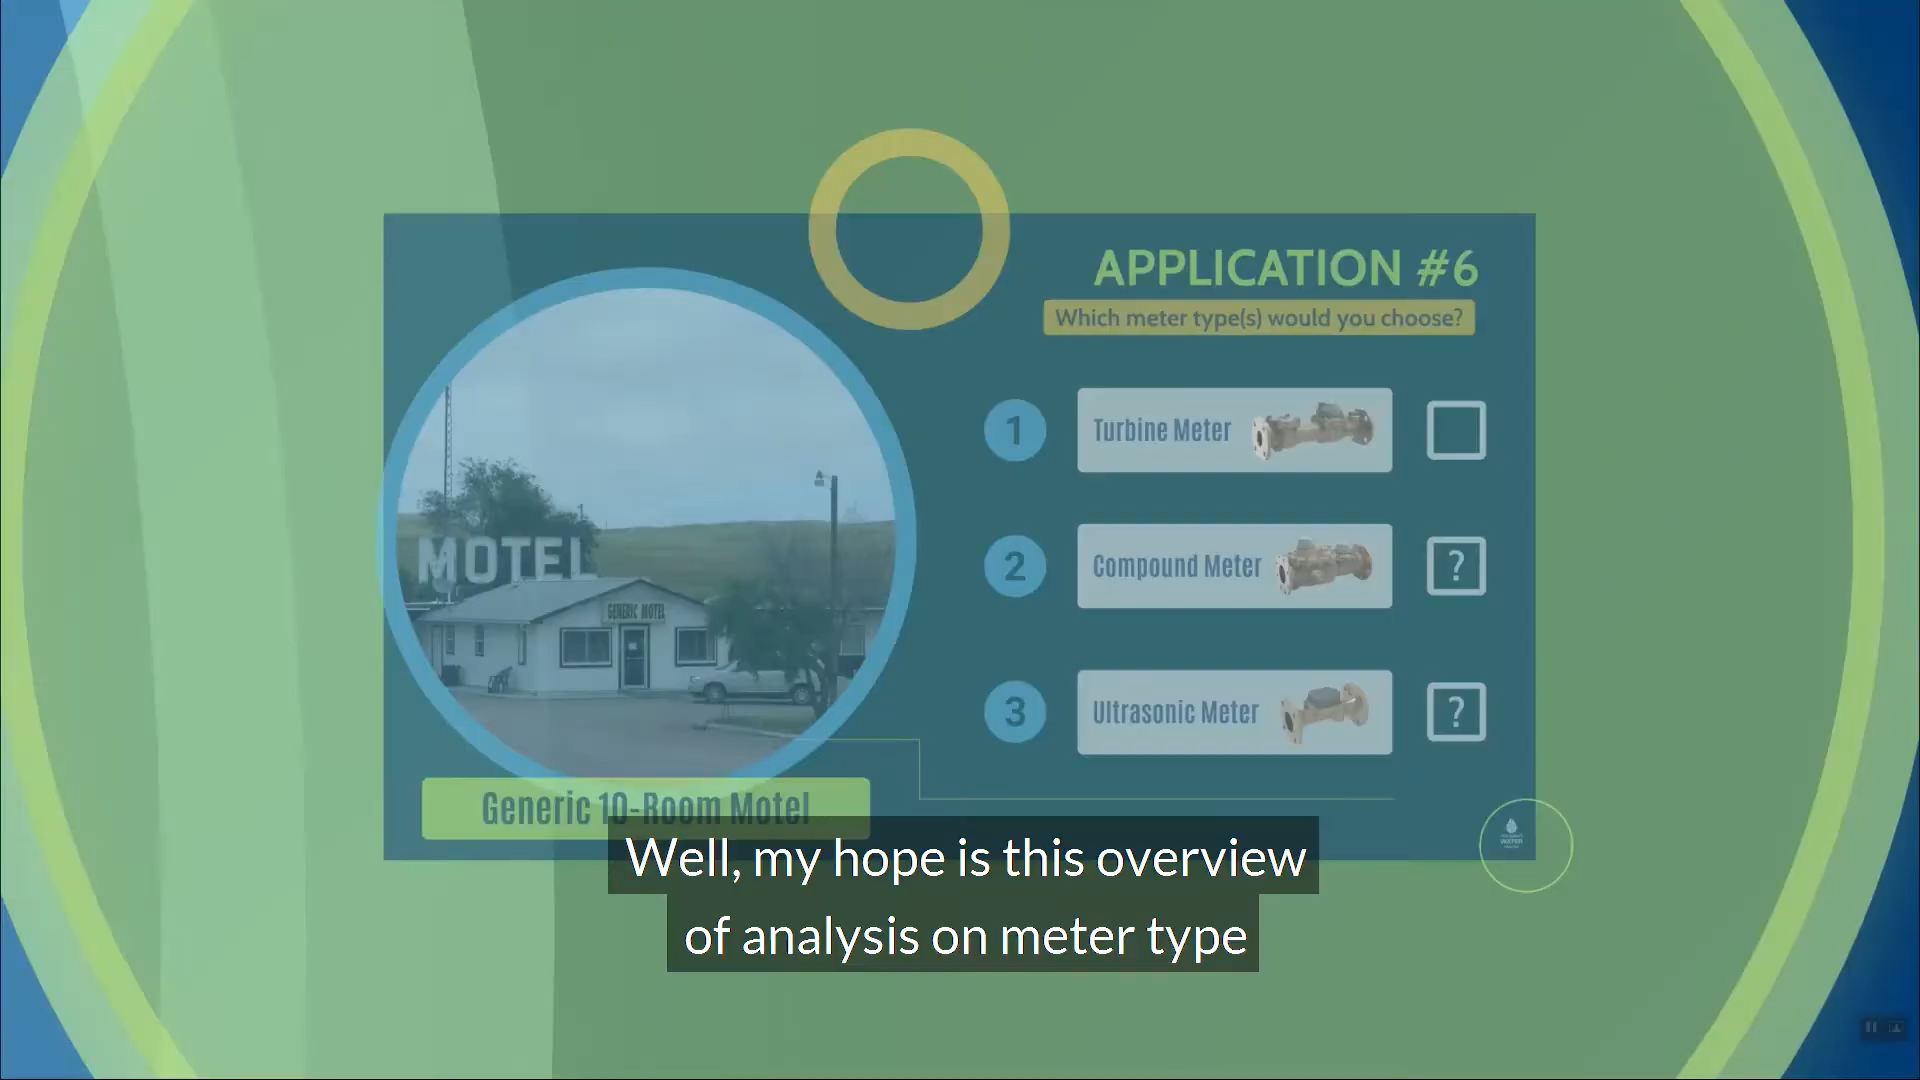 APPLICATION #6
Which meter type(s) would you choose?
1
Turbine Meter
2
Compound Meter
?
3
Ultrasonic Meter
?
MOTEL
GENERIC MOTEL
Generic 10-Room Motel
WATER
Well, my hope is this overview
of analysis on meter type